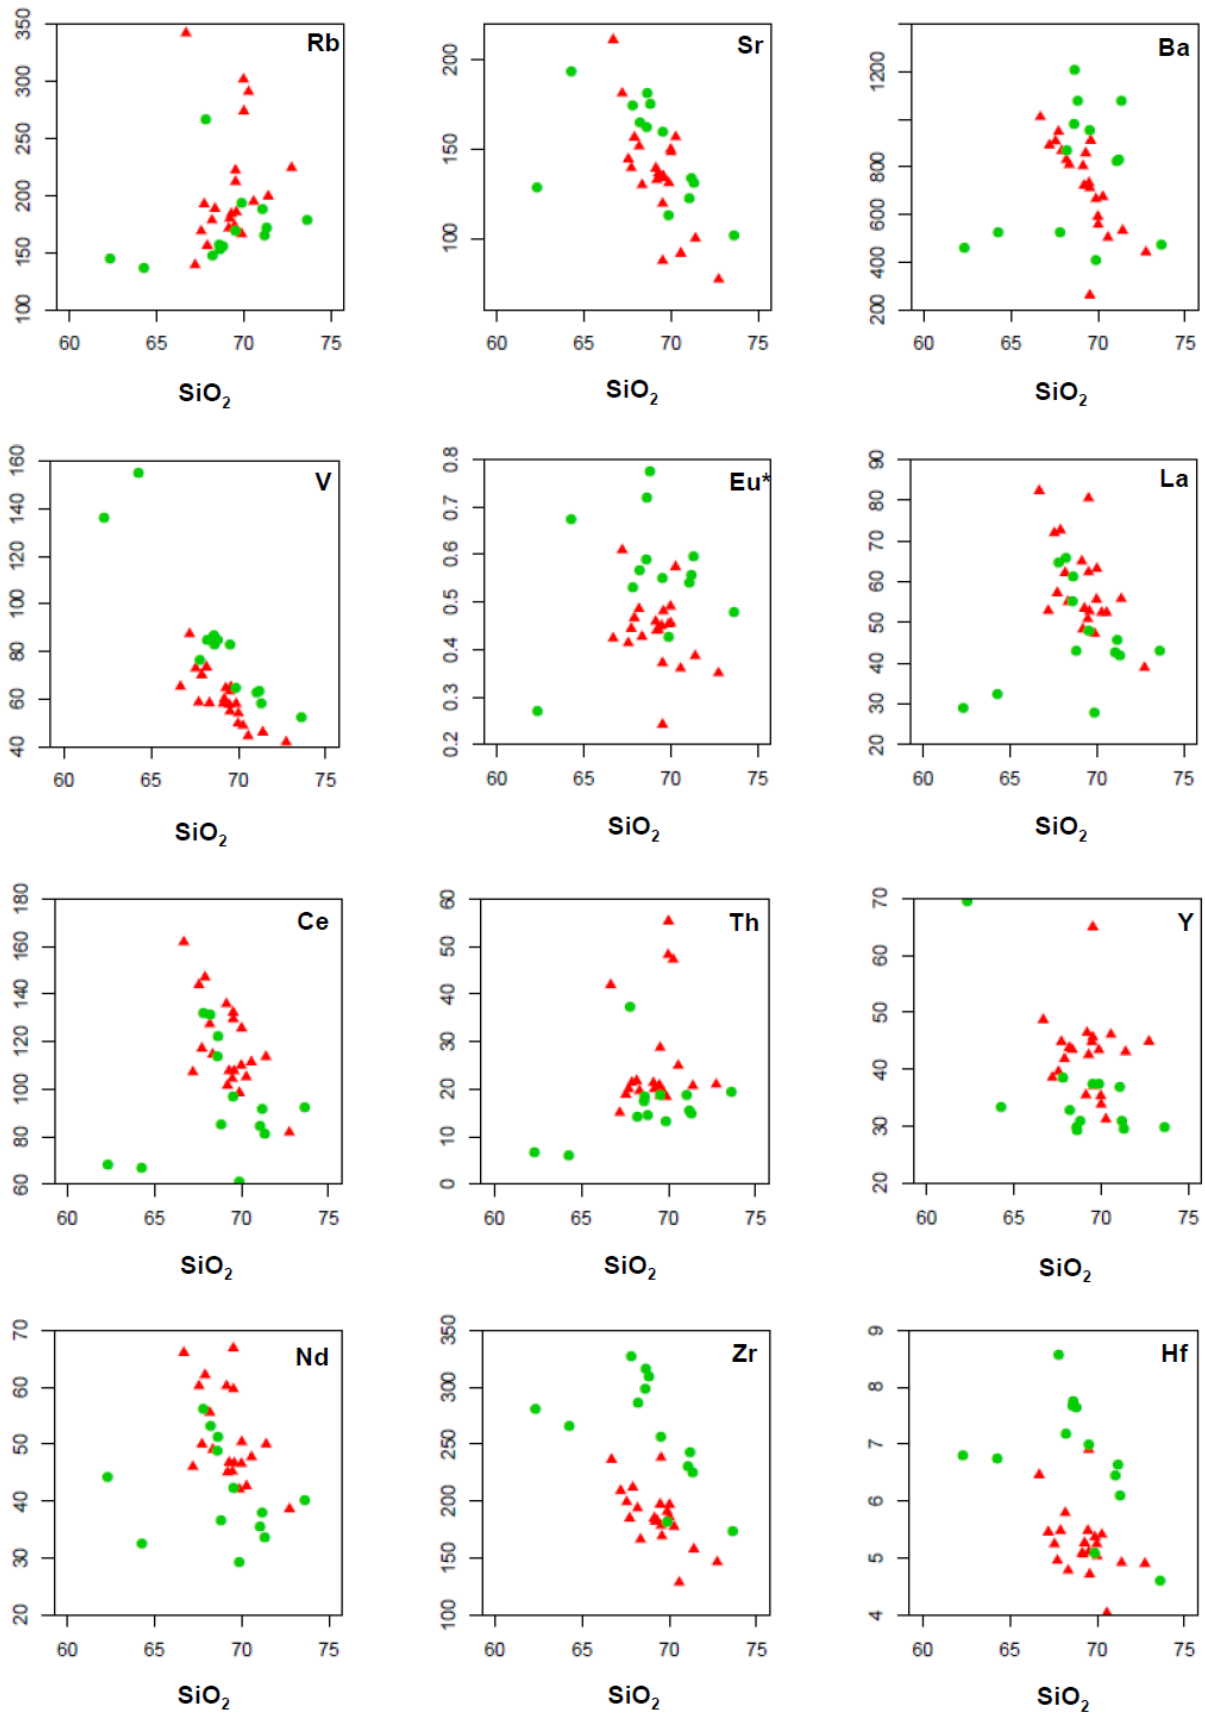 350
300
250
200
150
100
Rb
60 65 70 75
SiO2
200
150
100
Sr
60 65 70 75
SiO2
1200
800
600
400
200
Ba
60 65 70 75
SiO2
160
140
120
100
80
60
40
V
60 65 70 75
SiO2
0.8
0.7
0.6
0.5
0.4
0.3
0.2
Eu*
60 65 70 75
SiO2
90
80
70
60
50
40
30
20
La
60 65 70 75
SiO2
180
160
140
120
100
80
60
Ce
60 65 70 75
SiO2
60
50
40
30
20
10
0
Th
60 65 70 75
SiO2
70
60
50
40
30
20
Y
60 65 70 75
SiO2
70
60
50
40
30
20
Nd
60 65 70 75
SiO2
350
300
250
200
150
100
Zr
60 65 70 75
SiO2
9
8
7
6
5
4
Hf
60 65 70 75
SiO2